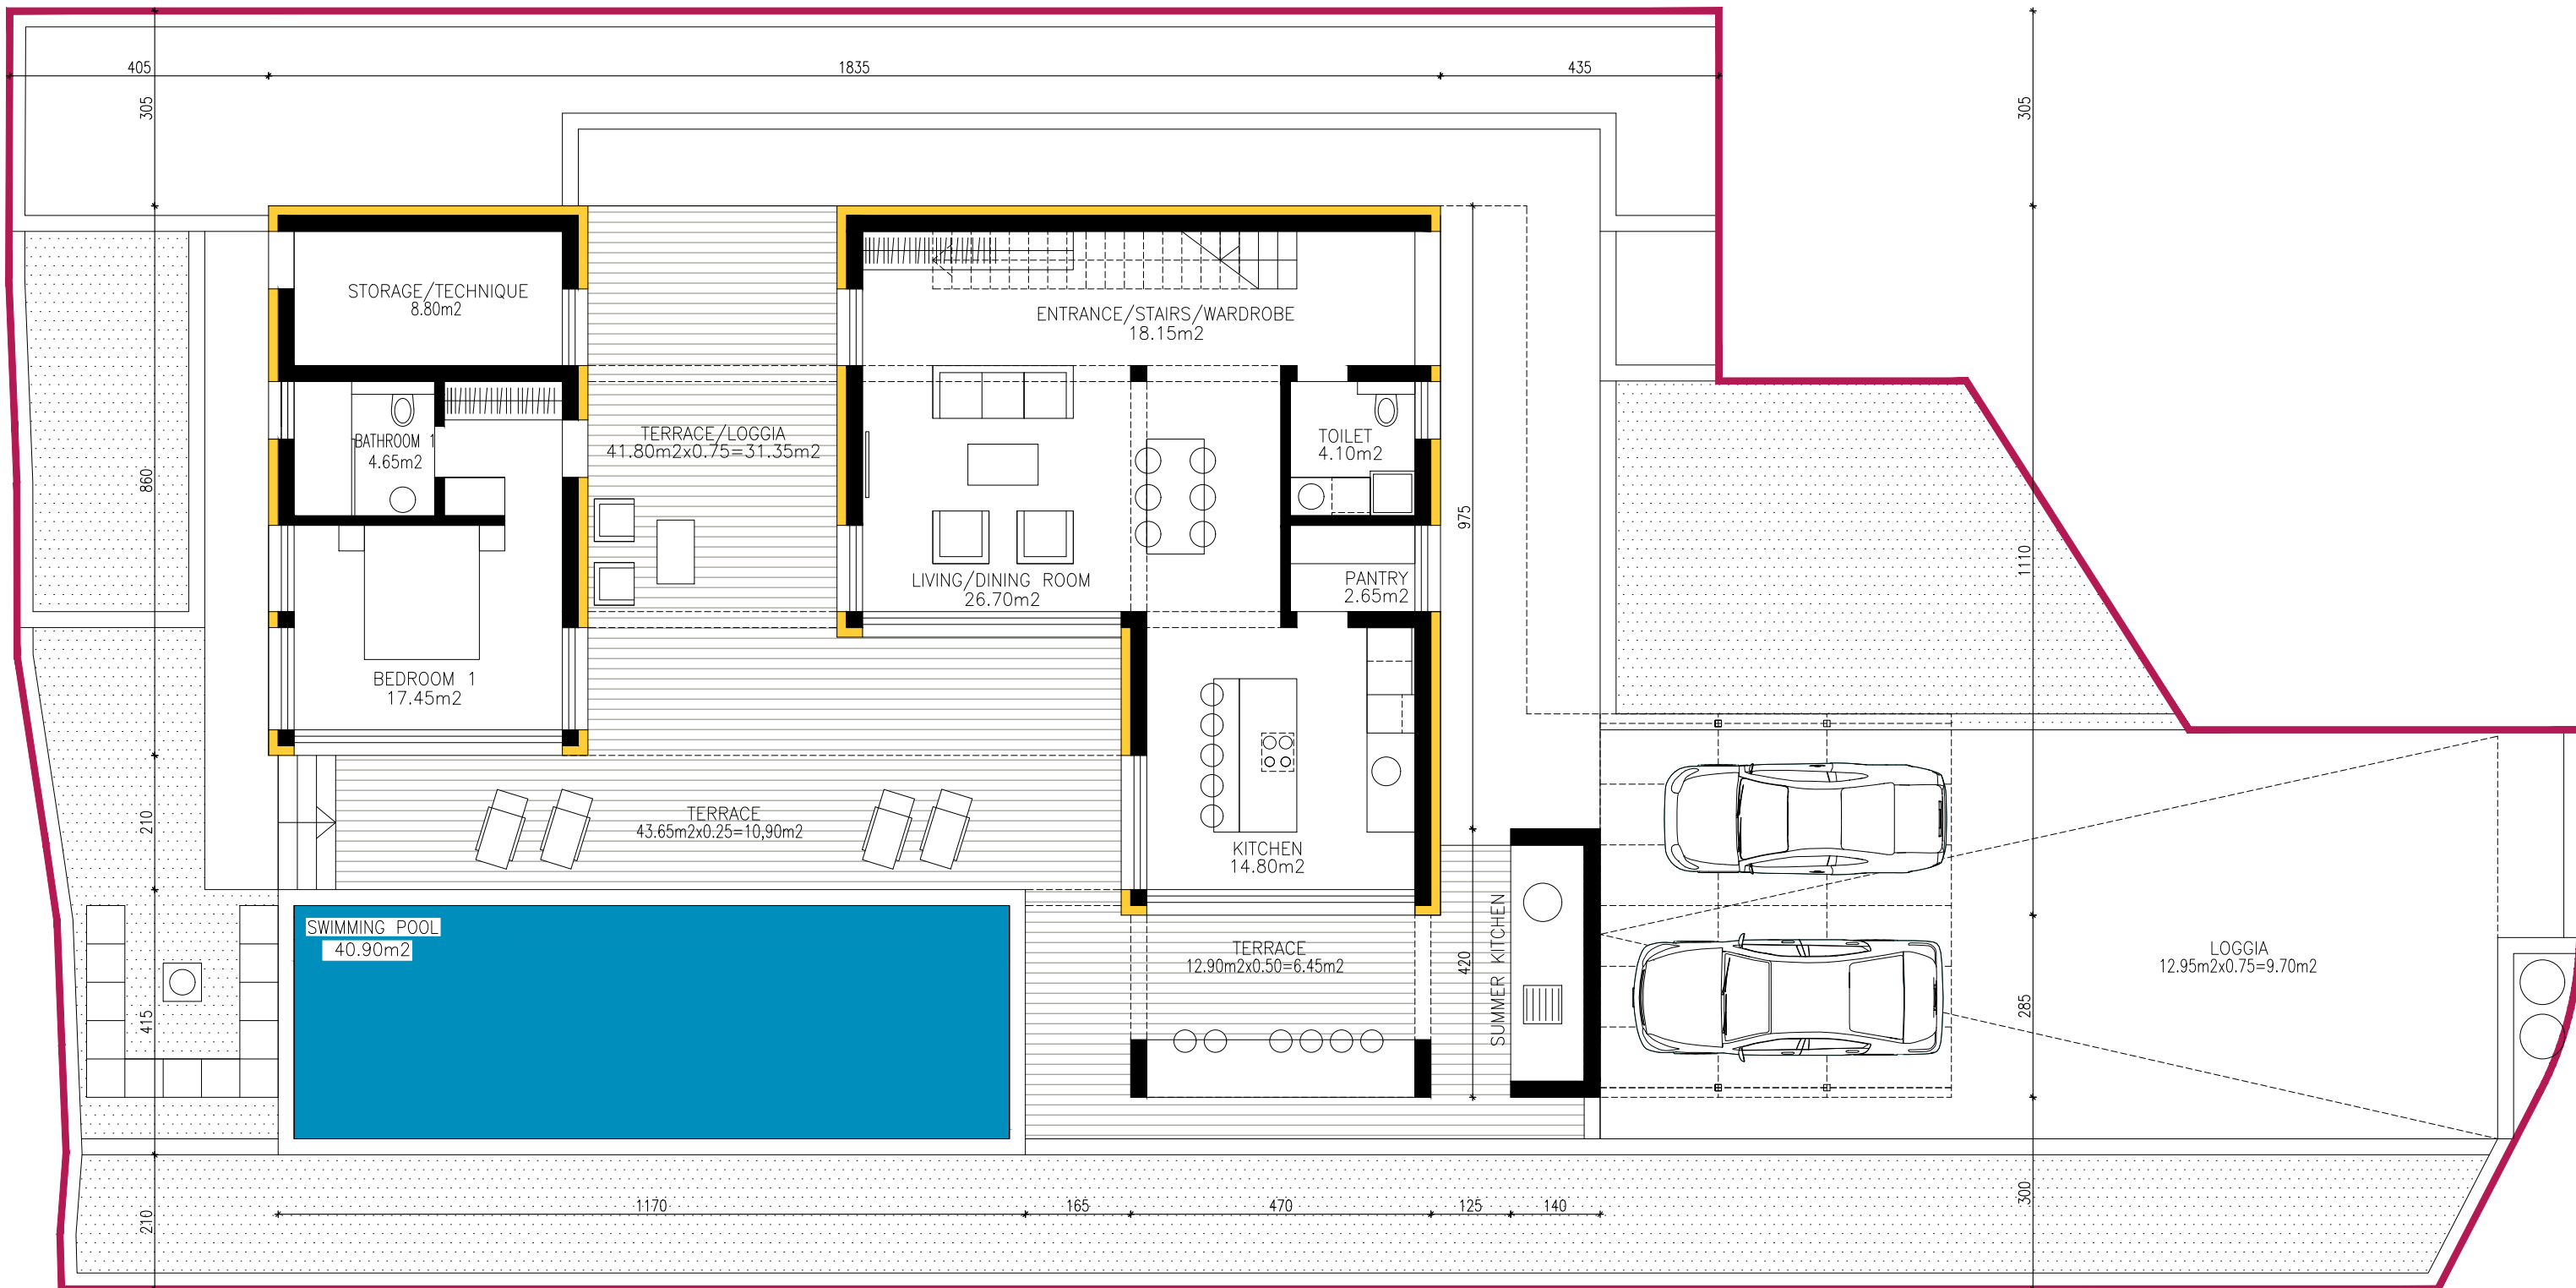 405
1835
435
305
305
STORAGE/TECHNIQUE
8.80m2
ENTRANCE/STAIRS/WARDROBE
18.15m2
BATHROOM 1
4.65m2
TERRACE/LOGGIA
41.80m2x0.75=31.35m2
TOILET
4.10m2
860
975
1110
LIVING/DINING ROOM
26.70m2
PANTRY
2.65m2
BEDROOM 1
17.45m2
210
TERRACE
43.65m2x0.25=10,90m2
KITCHEN
14.80m2
SWIMMING POOL
40.90m2
TERRACE
12.90m2x0.50=6.45m2
420
SUMMER KITCHEN
LOGGIA
12.95m2x0.75=9.70m2
415
285
1170
165
470
125
140
210
300